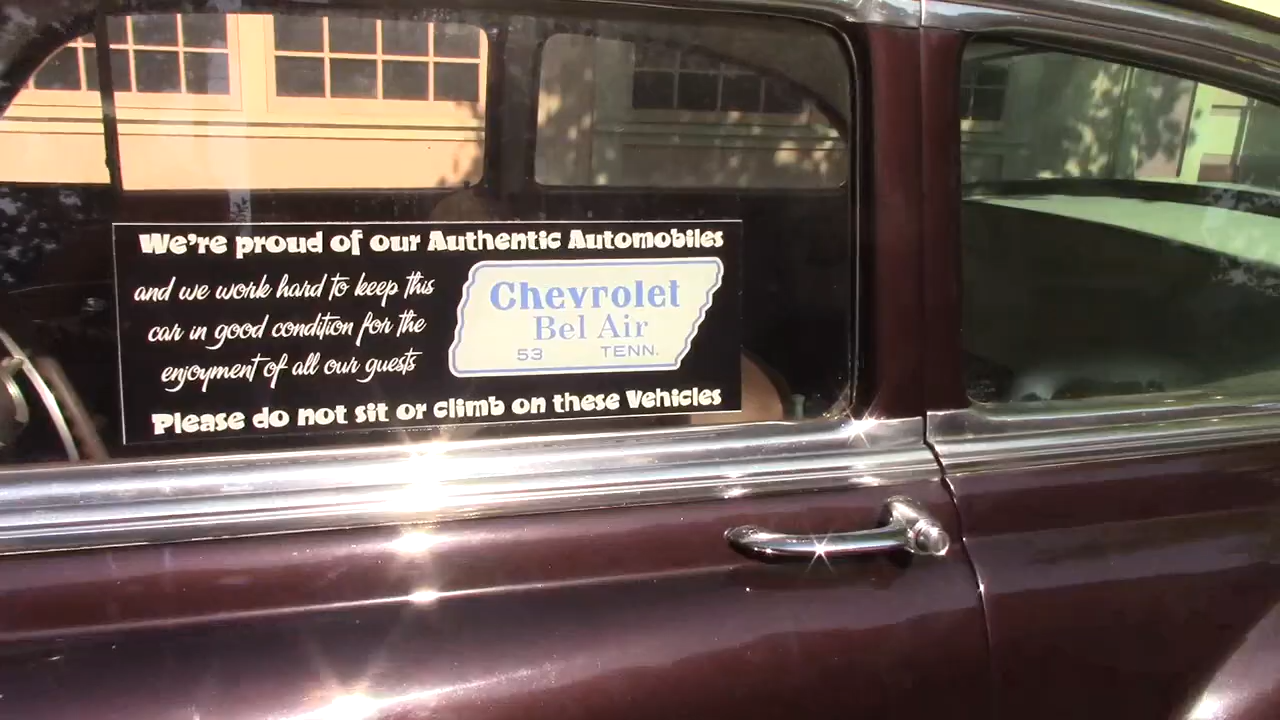 We're proud of our Authentic Automobiles
and we work hard to keep this
car in good condition for the
enjoyment of all our guests
Chevrolet
Bel Air
53 TENN.
Please do not sit or climb on these Vehicles